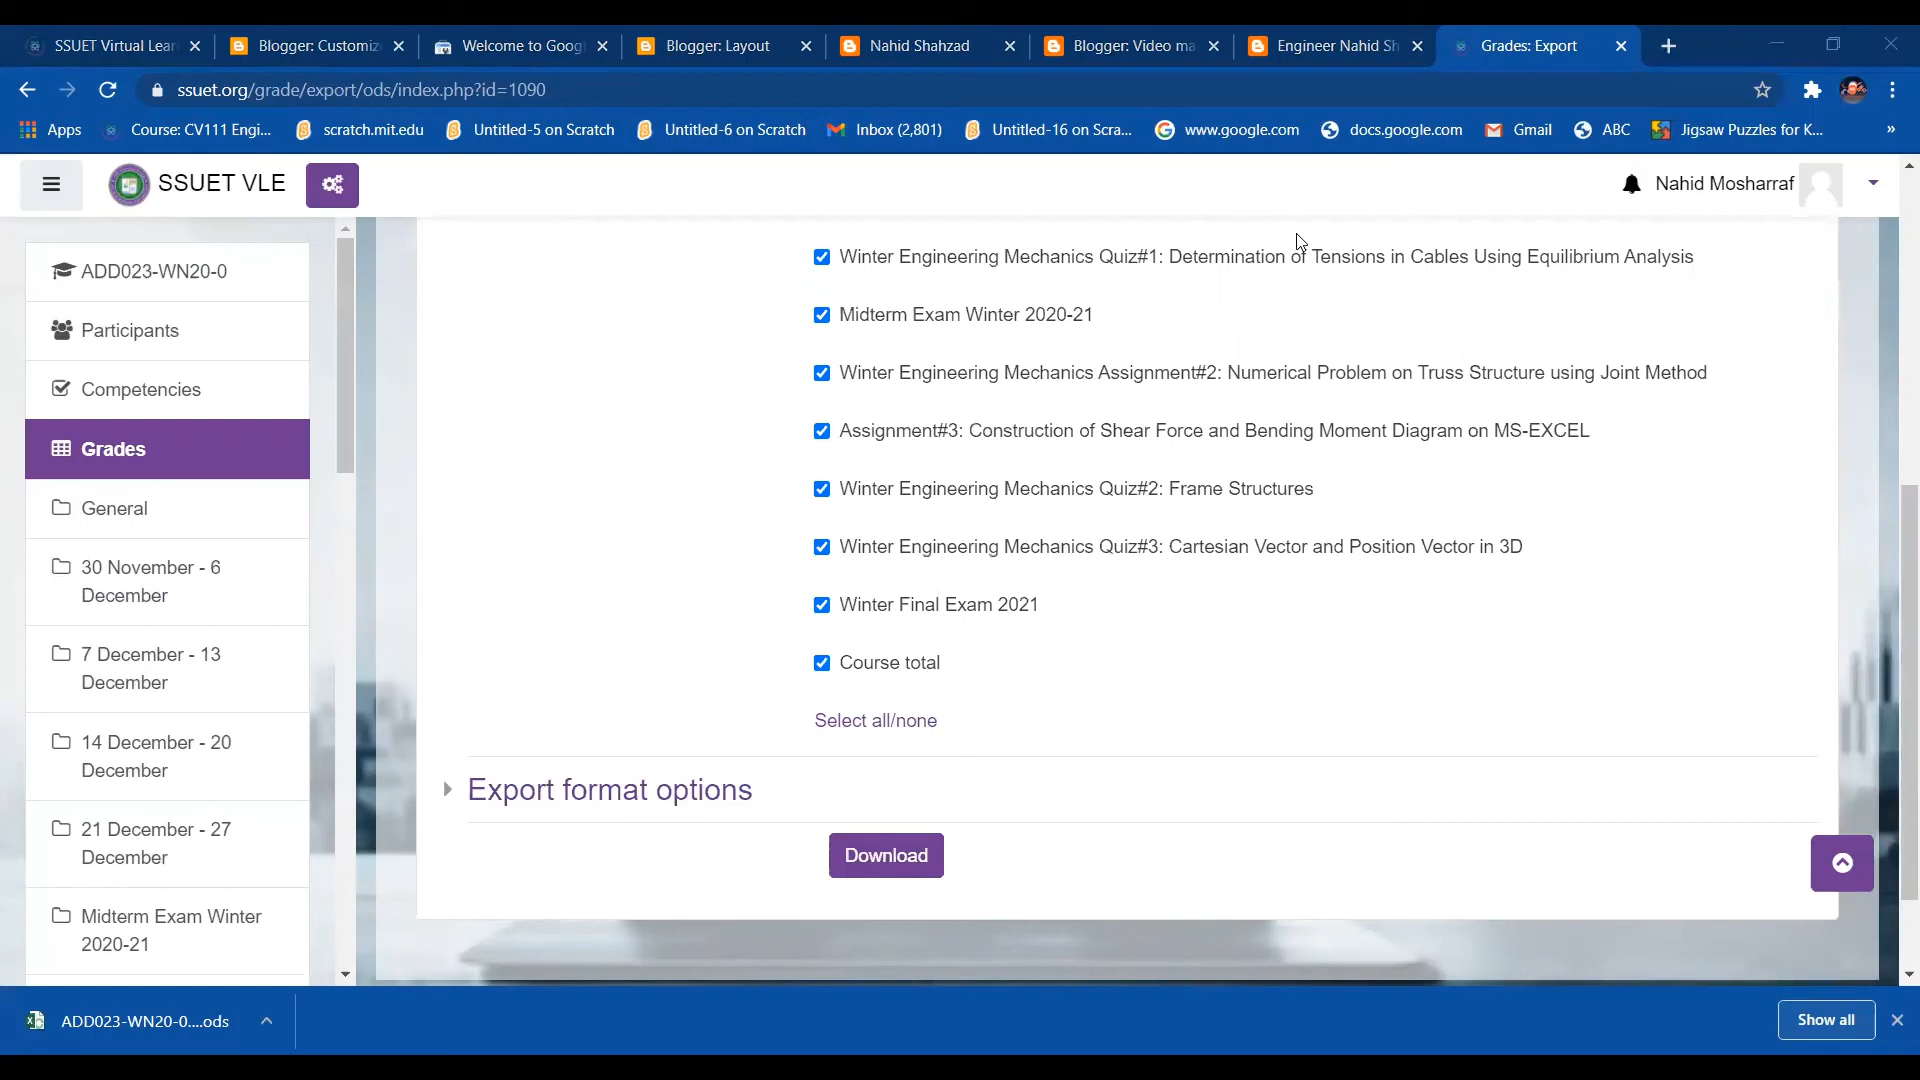 SSUET Virtual Lear
Blogger: Customize
Welcome to Goog
Blogger: Layout
Nahid Shahzad
Blogger: Video ma
Engineer Nahid Sh
Grades: Export
ssuet.org/grade/export/ods/index.php?id=1090
Apps
Course: CV111 Engi...
scratch.mit.edu
Untitled-5 on Scratch
Untitled-6 on Scratch
Inbox (2,801)
Untitled-16 on Scra...
www.google.com
docs.google.com
Gmail
ABC
Jigsaw Puzzles for K...
»
SSUET VLE
Nahid Mosharraf
ADD023-WN20-0
Participants
Competencies
Grades
General
30 November - 6
December
7 December - 13
December
14 December - 20
December
21 December - 27
December
Midterm Exam Winter
2020-21
Winter Engineering Mechanics Quiz#1: Determination of Tensions in Cables Using Equilibrium Analysis
Midterm Exam Winter 2020-21
Winter Engineering Mechanics Assignment#2: Numerical Problem on Truss Structure using Joint Method
Assignment#3: Construction of Shear Force and Bending Moment Diagram on MS-EXCEL
Winter Engineering Mechanics Quiz#2: Frame Structures
Winter Engineering Mechanics Quiz#3: Cartesian Vector and Position Vector in 3D
Winter Final Exam 2021
Course total
Select all/none
Export format options
Download
ADD023-WN20-0....ods
Show all